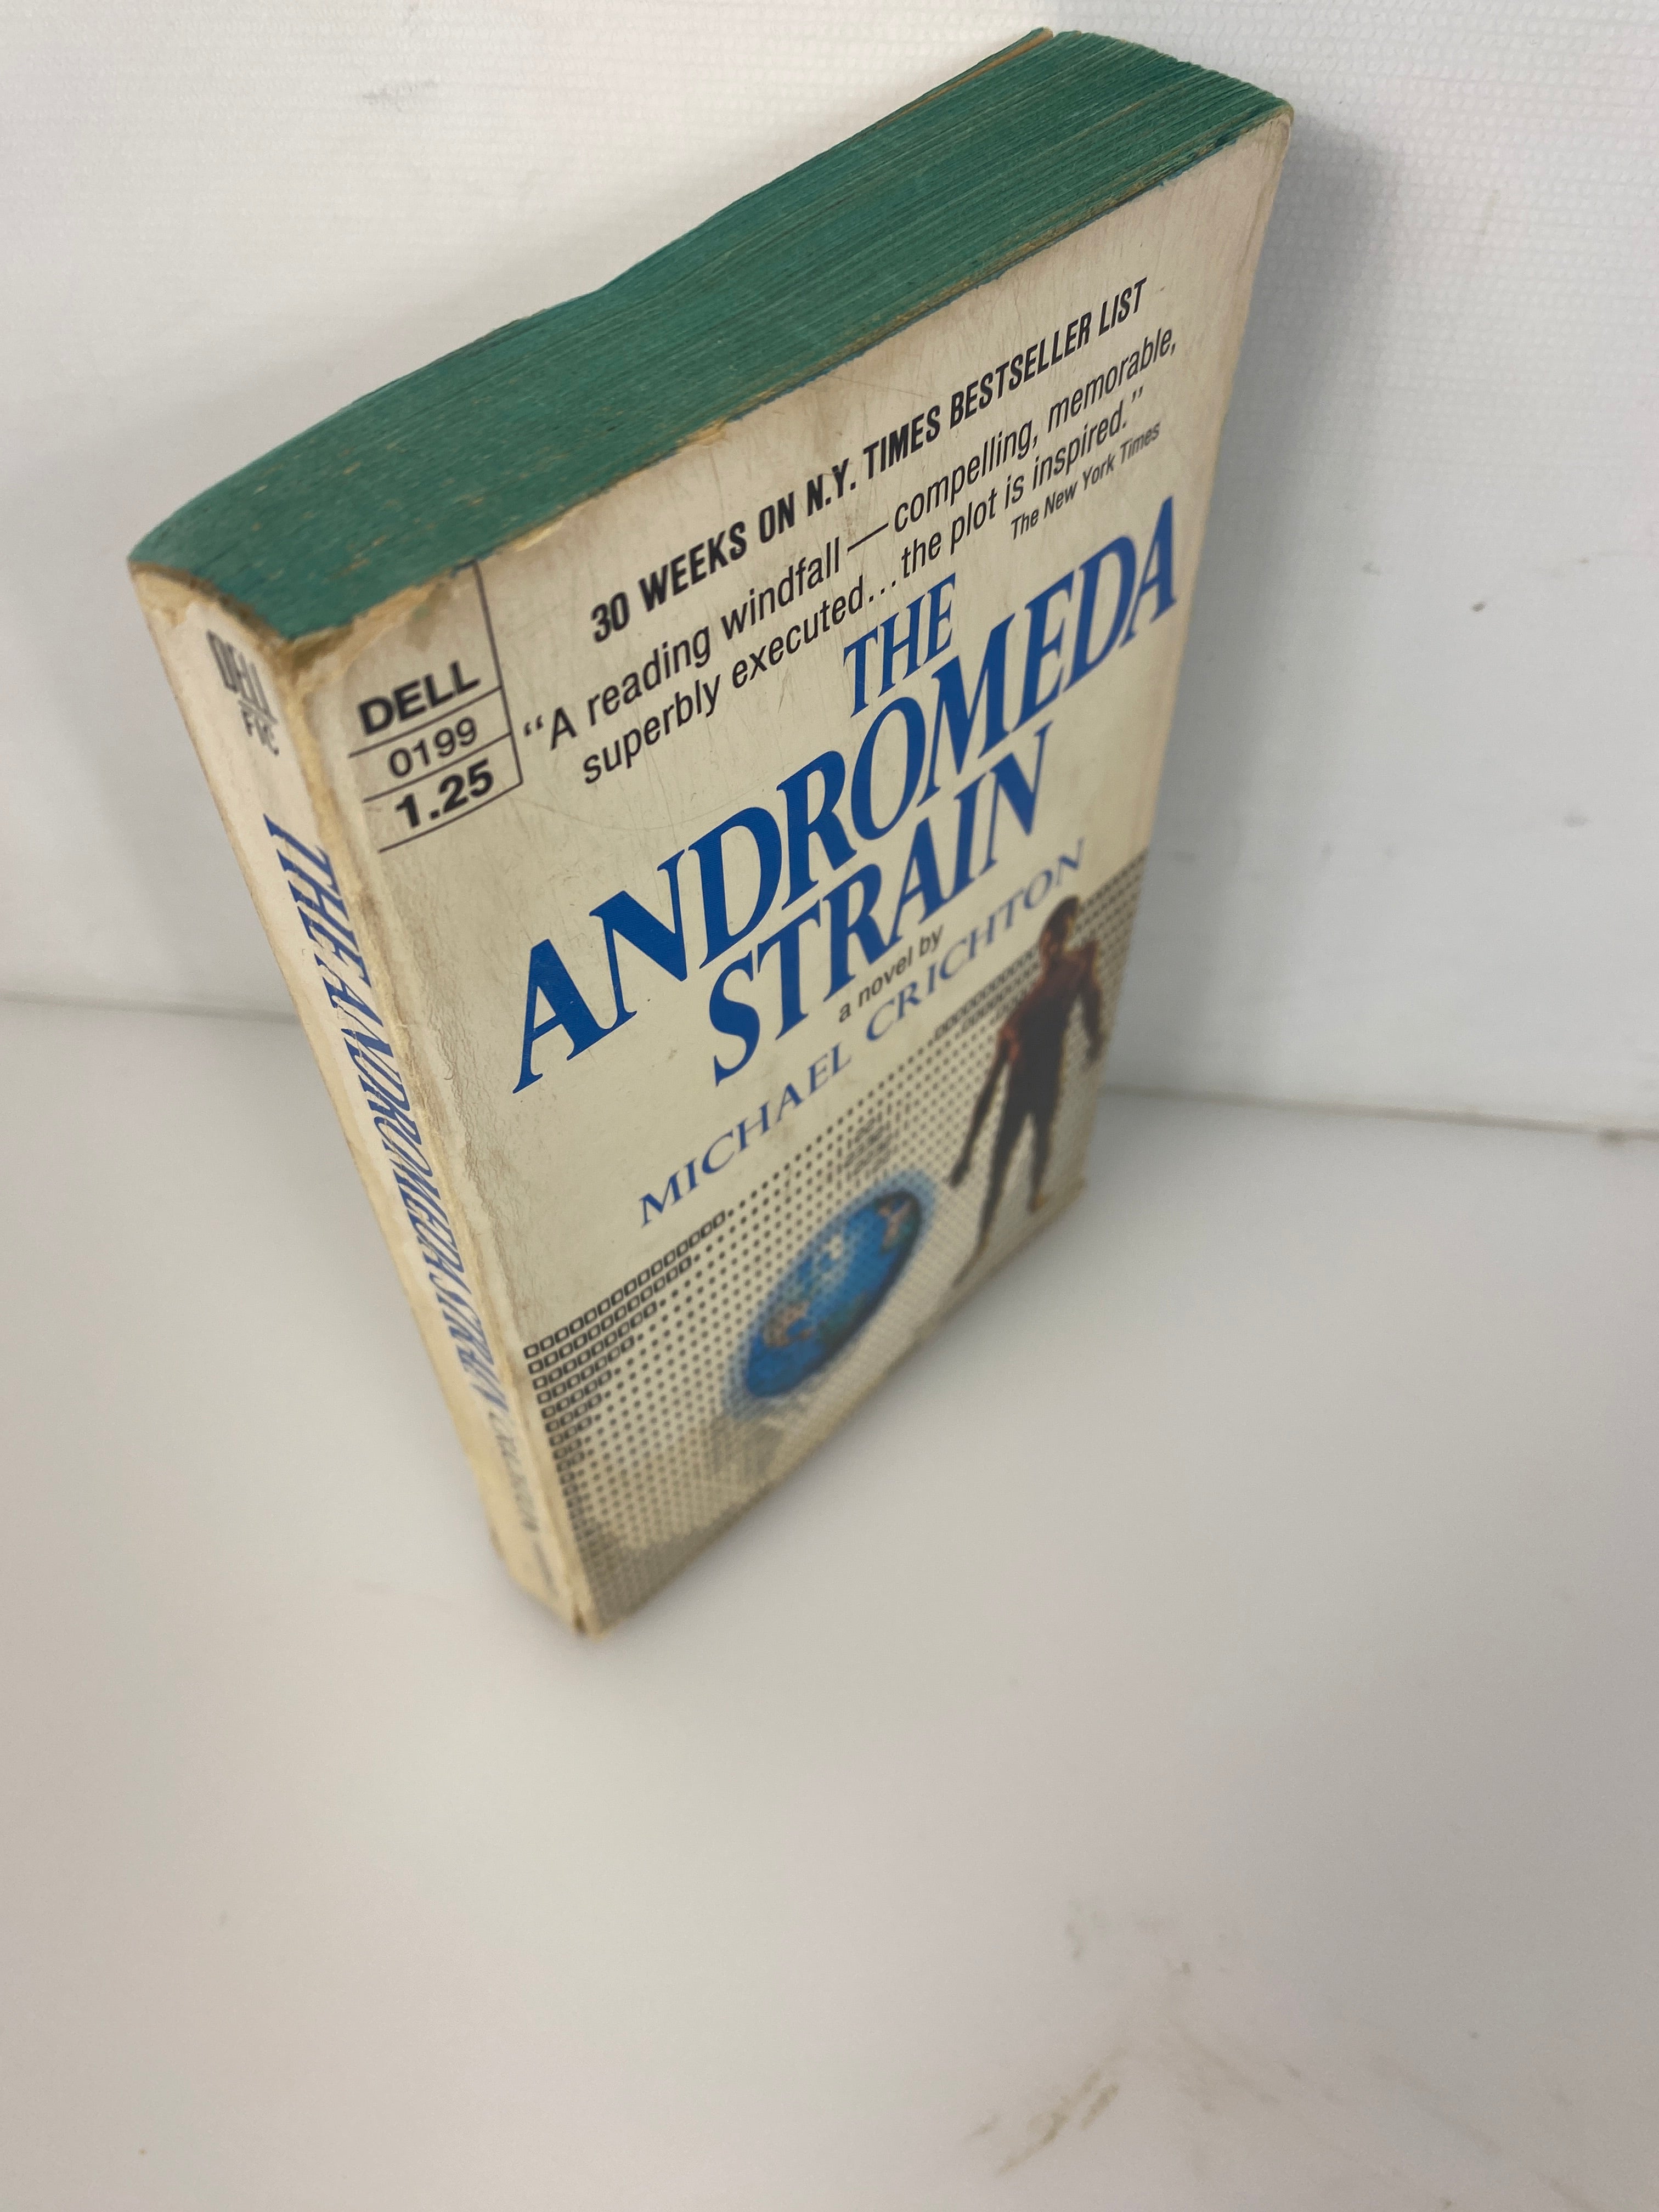 30 WEEKS ON N.Y. TIMES BESTSELLER LIST
“A reading windfall—compelling, memorable,
superbly executed...the plot is inspired.”
The New York Times
DELL
0199
1.25
THE
ANDROMEDA
STRAIN
a novel by
MICHAEL CRICHTON
DELL
THE ANDROMEDA STRAIN